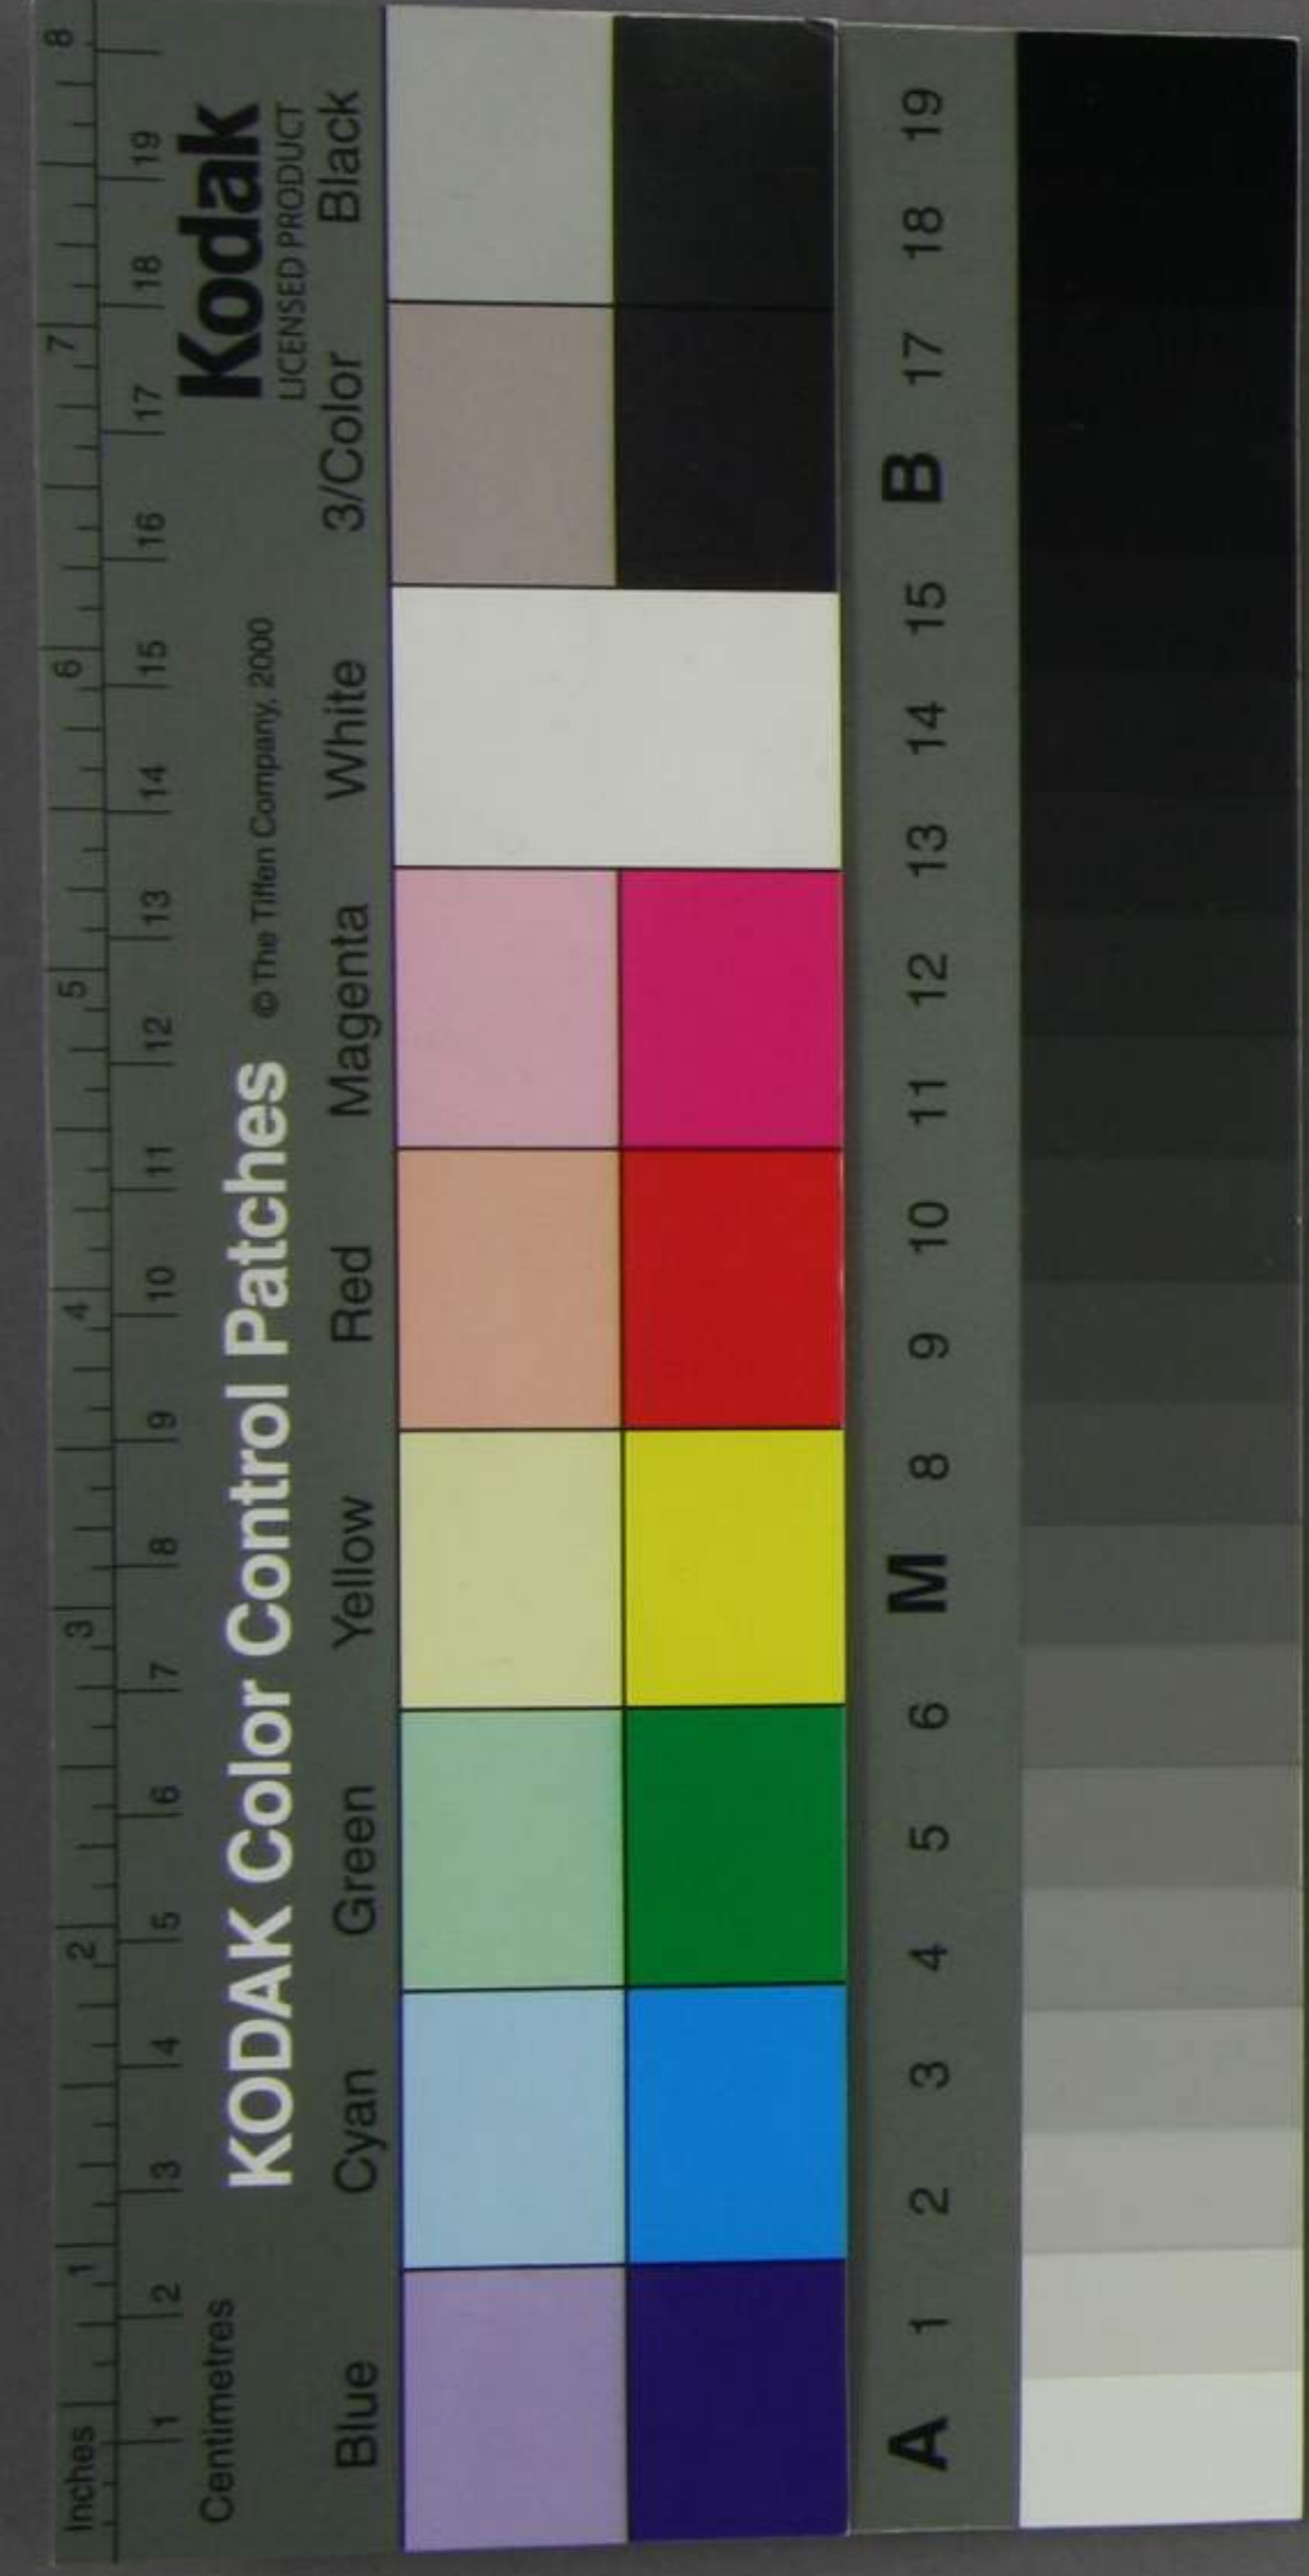 Inches 1 2 3 4 5 6 7 8
1 2 3 4 5 6 7 8 9 10 11 12 13 14 15 16 17 18 19
Centimetres
KODAK Color Control Patches © The Tiffen Company, 2000
Kodak
LICENSED PRODUCT
Blue Cyan Green Yellow Red Magenta White 3/Color Black
A 1 2 3 4 5 6 M 8 9 10 11 12 13 14 15 B 17 18 19